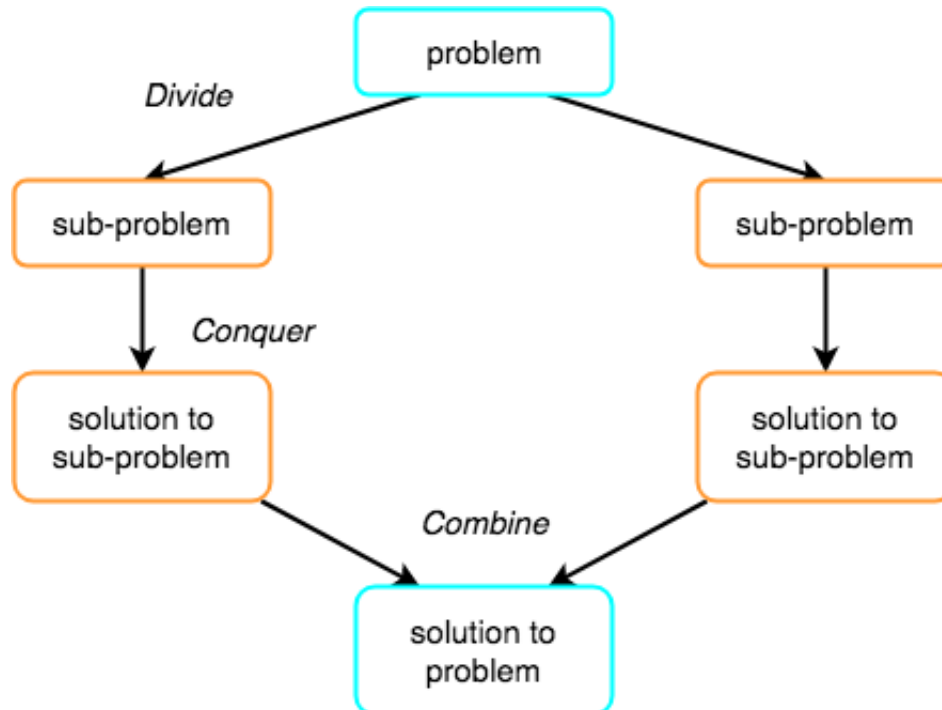 problem
Divide
sub-problem
sub-problem
Conquer
solution to
sub-problem
solution to
sub-problem
Combine
solution to
problem